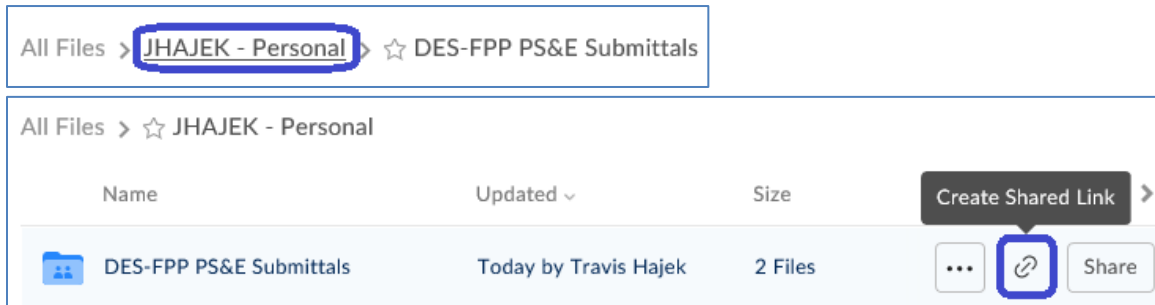 All Files > JHAJEK - Personal > ☆ DES-FPP PS&E Submittals
All Files > ☆ JHAJEK - Personal
Name Updated Size Create Shared Link >
DES-FPP PS&E Submittals Today by Travis Hajek 2 Files ... Share